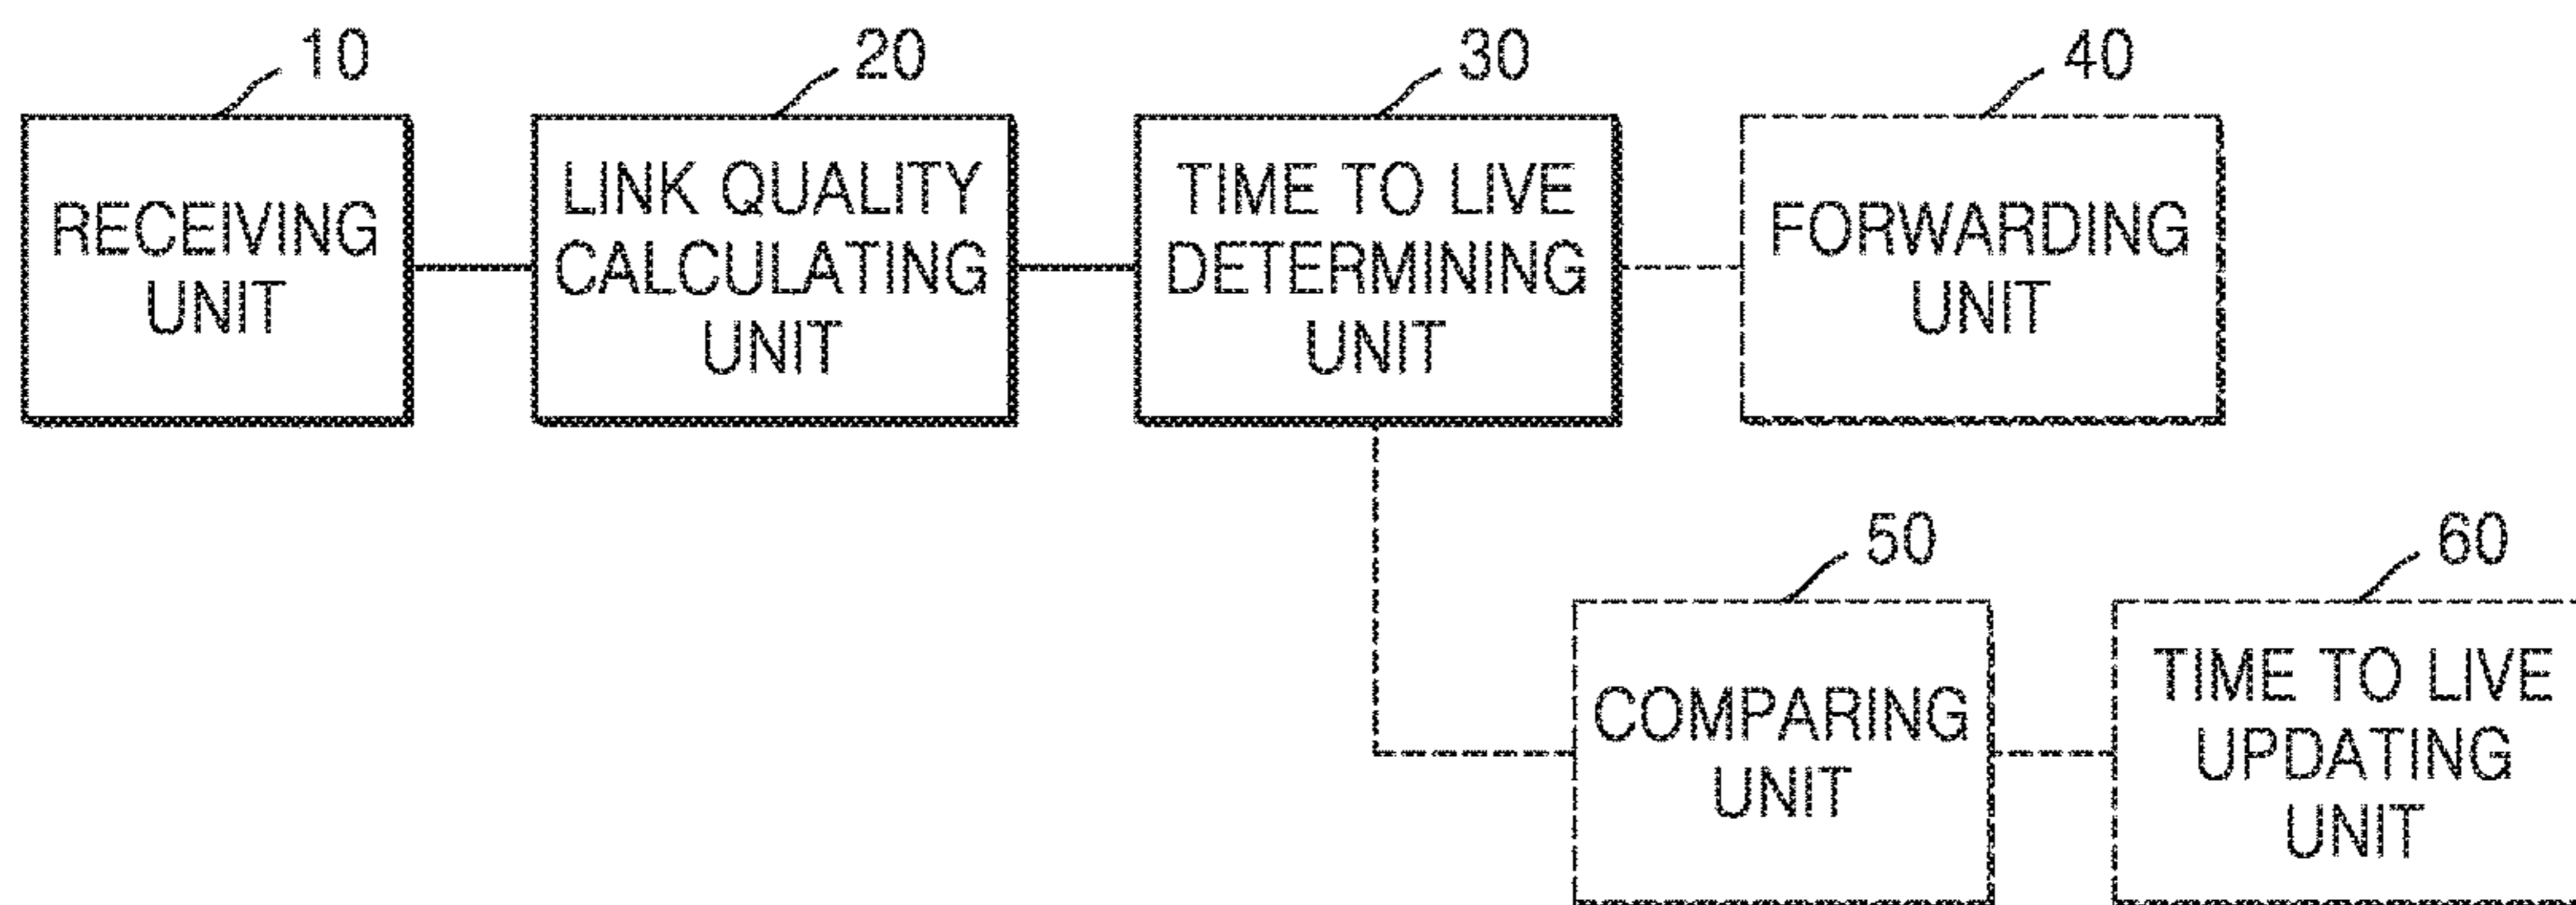 10
20
30
40
RECEIVING
UNIT
LINK QUALITY
CALCULATING
UNIT
TIME TO LIVE
DETERMINING
UNIT
FORWARDING
UNIT
50
60
COMPARING
UNIT
TIME TO LIVE
UPDATING
UNIT